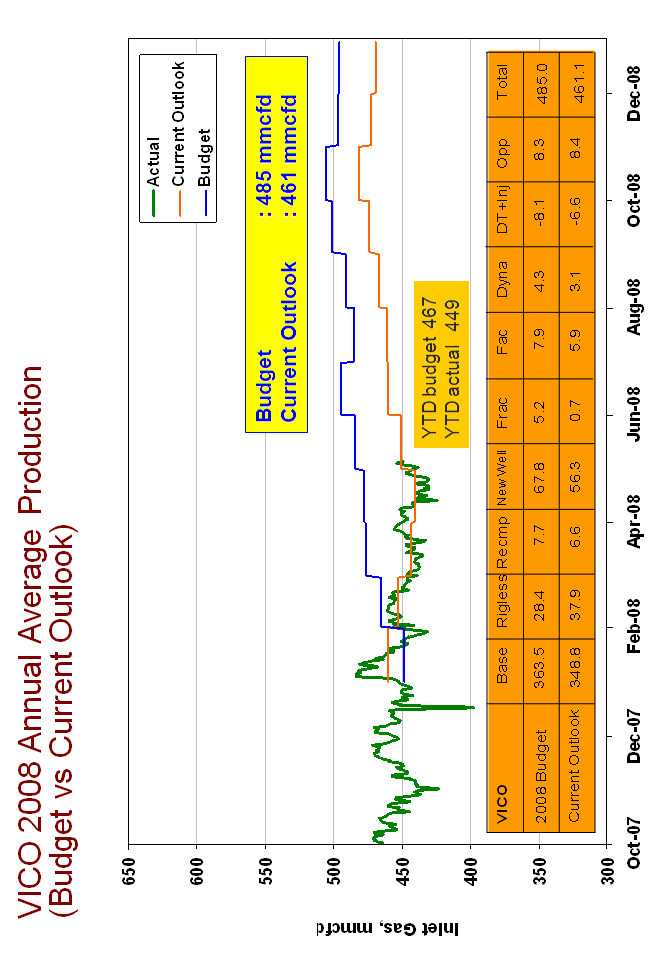 VICO 2008 Annual Average Production
(Budget vs Current Outlook)
Inlet Gas, mmcfd
650
600
550
500
450
400
350
300
Actual
Current Outlook
Budget
Budget : 485 mmcfd
Current Outlook : 461 mmcfd
YTD budget 467
YTD actual 449
VICO Base Rigless Recmp New Well Frac Fac Dyna DT+Inj Opp Total
2008 Budget 363.5 28.4 7.7 67.8 5.2 7.9 4.3 -8.1 8.3 485.0
Current Outlook 348.8 37.9 6.6 56.3 0.7 5.9 3.1 -6.6 8.4 461.1
Oct-07 Dec-07 Feb-08 Apr-08 Jun-08 Aug-08 Oct-08 Dec-08